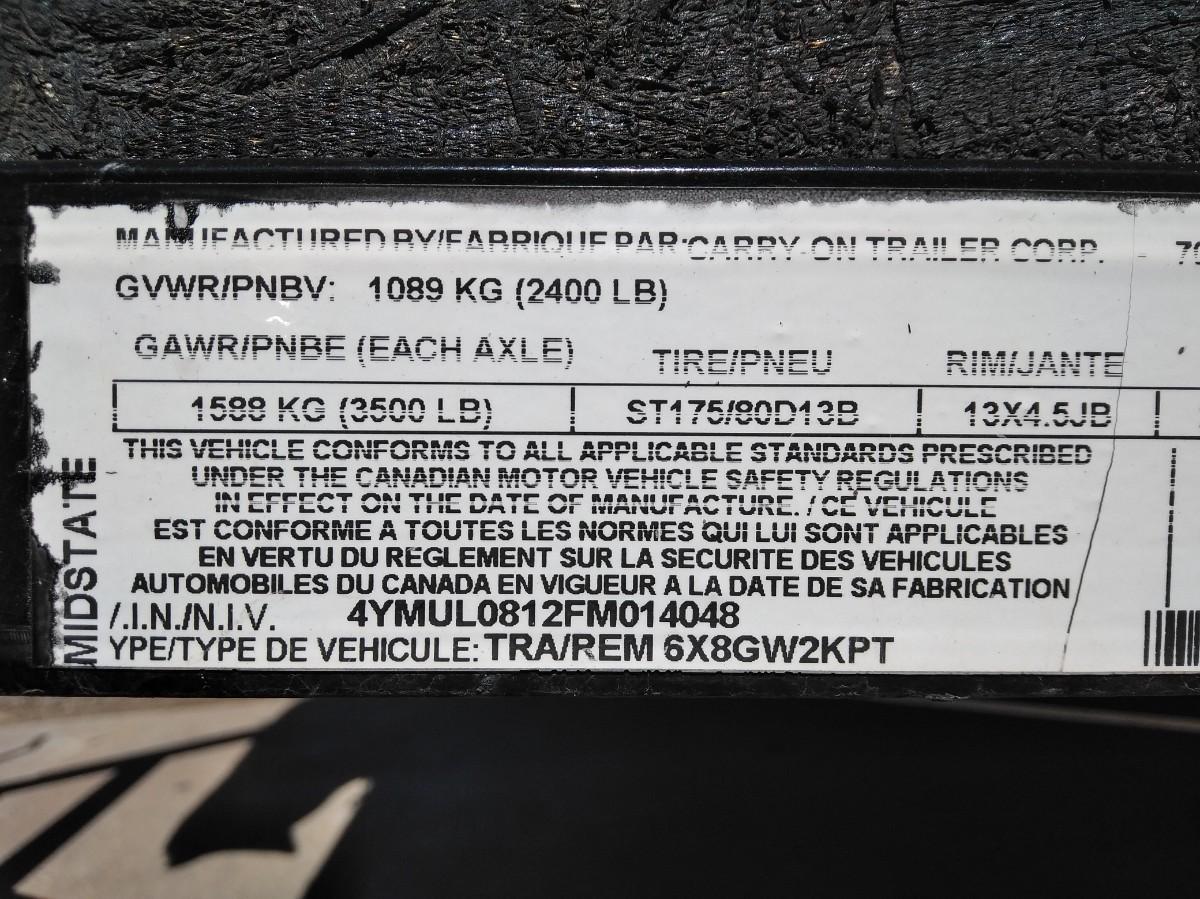 MANUFACTURED BY/FABRIQUE PAR:CARRY-ON TRAILER CORP. - 70
GVWR/PNBV: 1089 KG (2400 LB)
GAWR/PNBE (EACH AXLE) TIRE/PNEU RIM/JANTE
1588 KG (3500 LB) ST175/80D13B 13X4.5JB
THIS VEHICLE CONFORMS TO ALL APPLICABLE STANDARDS PRESCRIBED
UNDER THE CANADIAN MOTOR VEHICLE SAFETY REGULATIONS
IN EFFECT ON THE DATE OF MANUFACTURE. / CE VEHICULE
EST CONFORME A TOUTES LES NORMES QUI LUI SONT APPLICABLES
EN VERTU DU REGLEMENT SUR LA SECURITE DES VEHICULES
AUTOMOBILES DU CANADA EN VIGUEUR A LA DATE DE SA FABRICATION
/.I.N./N.I.V. 4YMUL0812FM014048
YPE/TYPE DE VEHICULE: TRA/REM 6X8GW2KPT
MIDSTATE